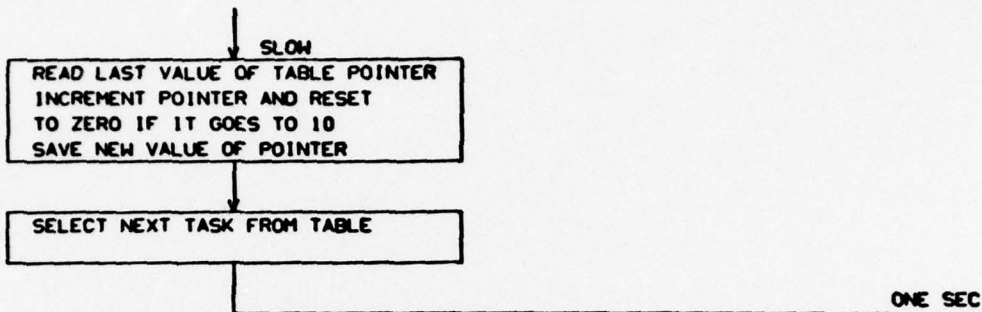 SLOW
READ LAST VALUE OF TABLE POINTER
INCREMENT POINTER AND RESET
TO ZERO IF IT GOES TO 10
SAVE NEW VALUE OF POINTER
SELECT NEXT TASK FROM TABLE
ONE SEC